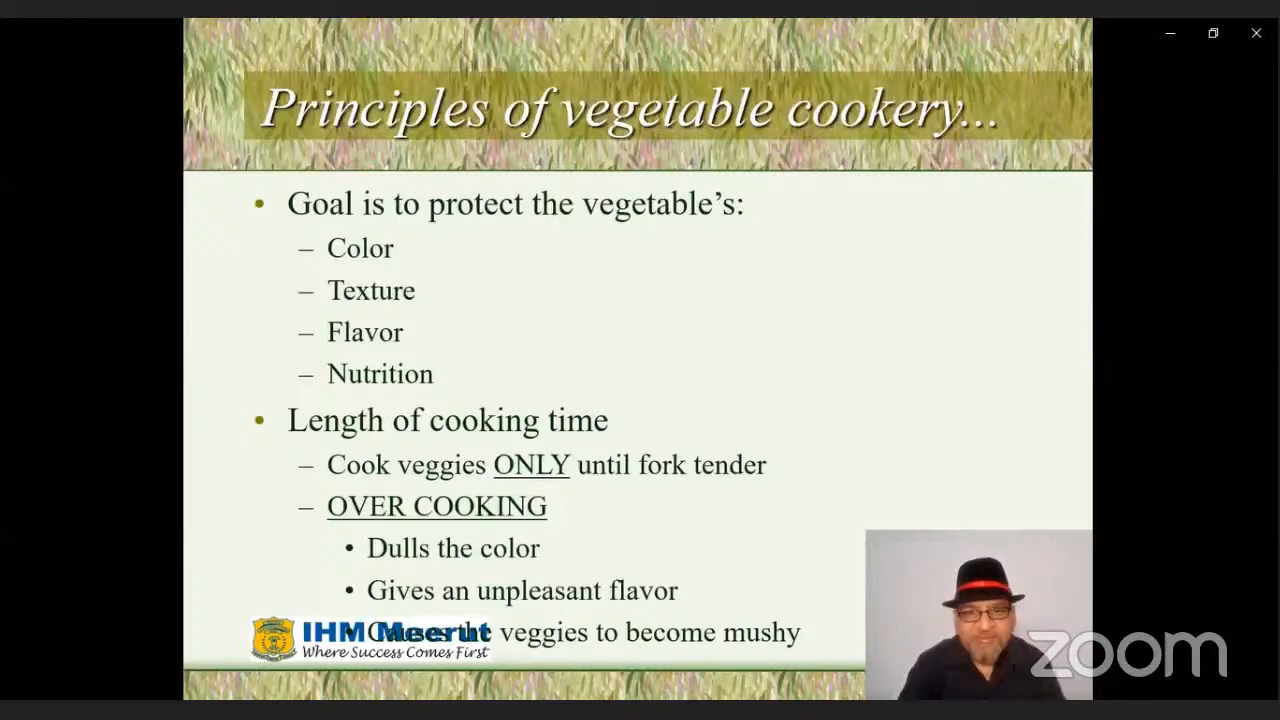 Principles of vegetable cookery...
• Goal is to protect the vegetable's:
– Color
– Texture
– Flavor
– Nutrition
• Length of cooking time
– Cook veggies ONLY until fork tender
– OVER COOKING
• Dulls the color
• Gives an unpleasant flavor
• Causes the veggies to become mushy
IHM Meerut
Where Success Comes First
zoom